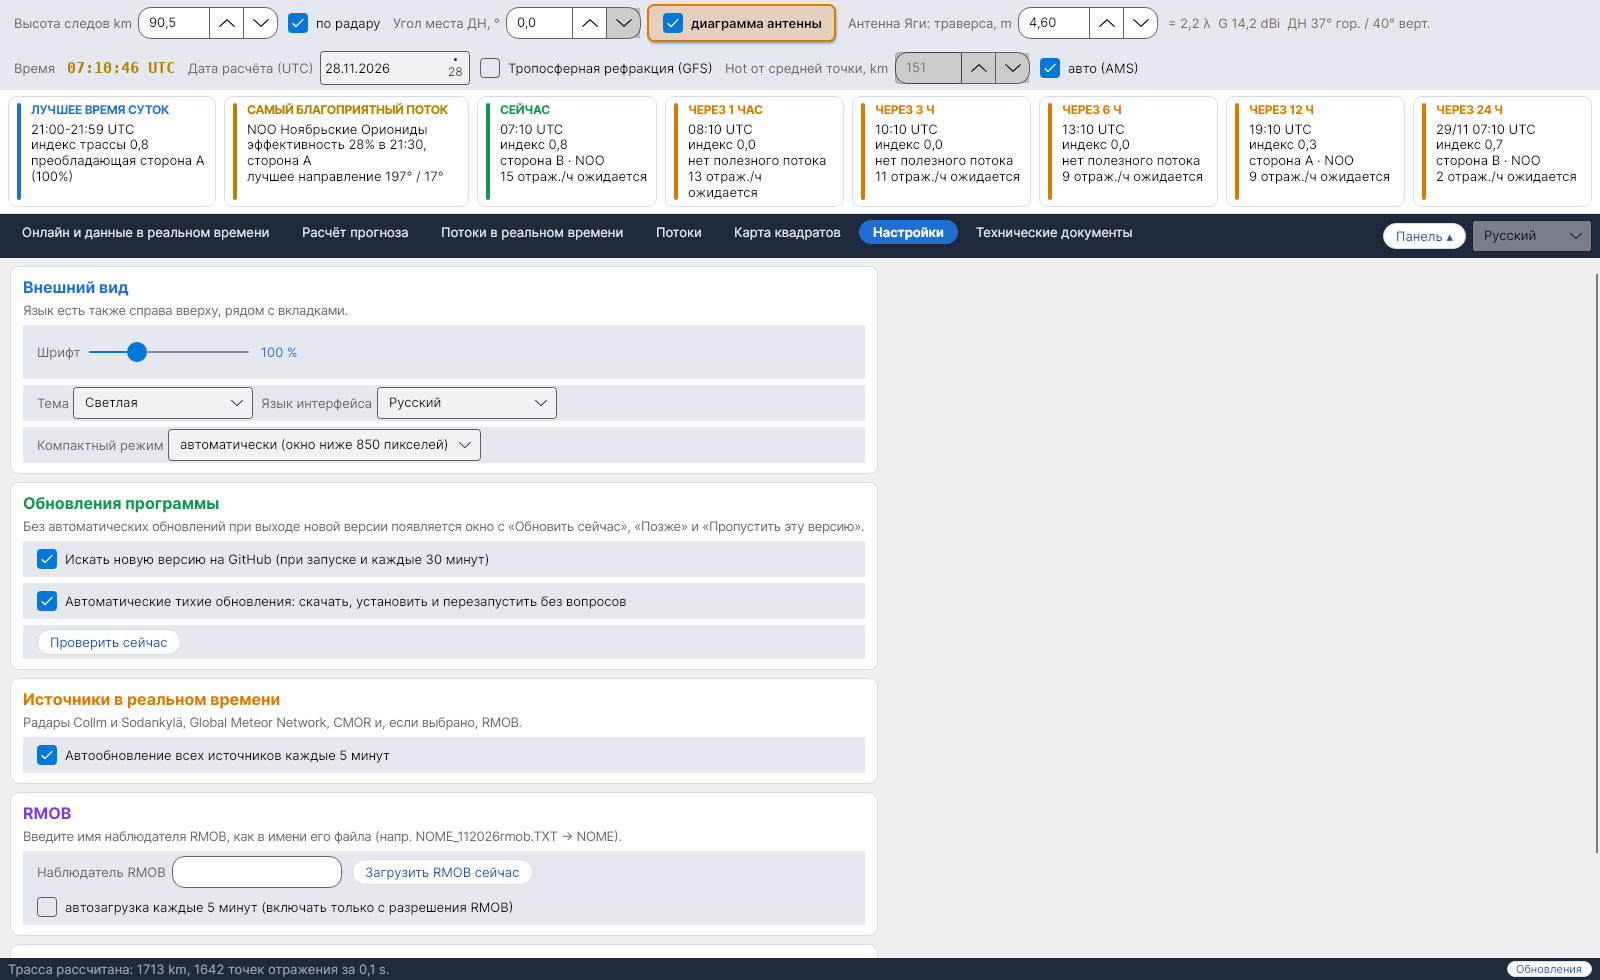 Высота следов km 90,5 по радару Угол места ДН, ° 0,0 диаграмма антенны Антенна Яги: траверса, m 4,60 = 2,2 λ G 14,2 dBi ДН 37° гор. / 40° верт.
Время 07:10:46 UTC Дата расчёта (UTC) 28.11.2026 28 Тропосферная рефракция (GFS) Hot от средней точки, km 151 авто (AMS)
ЛУЧШЕЕ ВРЕМЯ СУТОК
21:00-21:59 UTC
индекс трассы 0,8
преобладающая сторона A
(100%)
САМЫЙ БЛАГОПРИЯТНЫЙ ПОТОК
NOO Ноябрьские Ориониды
эффективность 28% в 21:30,
сторона A
лучшее направление 197° / 17°
СЕЙЧАС
07:10 UTC
индекс 0,8
сторона B · NOO
15 отраж./ч ожидается
ЧЕРЕЗ 1 ЧАС
08:10 UTC
индекс 0,0
нет полезного потока
13 отраж./ч
ожидается
ЧЕРЕЗ 3 Ч
10:10 UTC
индекс 0,0
нет полезного потока
11 отраж./ч ожидается
ЧЕРЕЗ 6 Ч
13:10 UTC
индекс 0,0
нет полезного потока
9 отраж./ч ожидается
ЧЕРЕЗ 12 Ч
19:10 UTC
индекс 0,3
сторона A · NOO
9 отраж./ч ожидается
ЧЕРЕЗ 24 Ч
29/11 07:10 UTC
индекс 0,7
сторона B · NOO
2 отраж./ч ожидается
Онлайн и данные в реальном времени Расчёт прогноза Потоки в реальном времени Потоки Карта квадратов Настройки Технические документы Панель ▴ Русский
Внешний вид
Язык есть также справа вверху, рядом с вкладками.
Шрифт 100 %
Тема Светлая Язык интерфейса Русский
Компактный режим автоматически (окно ниже 850 пикселей)
Обновления программы
Без автоматических обновлений при выходе новой версии появляется окно с «Обновить сейчас», «Позже» и «Пропустить эту версию».
Искать новую версию на GitHub (при запуске и каждые 30 минут)
Автоматические тихие обновления: скачать, установить и перезапустить без вопросов
Проверить сейчас
Источники в реальном времени
Радары Collm и Sodankylä, Global Meteor Network, CMOR и, если выбрано, RMOB.
Автообновление всех источников каждые 5 минут
RMOB
Введите имя наблюдателя RMOB, как в имени его файла (напр. NOME_112026rmob.TXT → NOME).
Наблюдатель RMOB Загрузить RMOB сейчас
автозагрузка каждые 5 минут (включать только с разрешения RMOB)
Трасса рассчитана: 1713 km, 1642 точек отражения за 0,1 s. Обновления